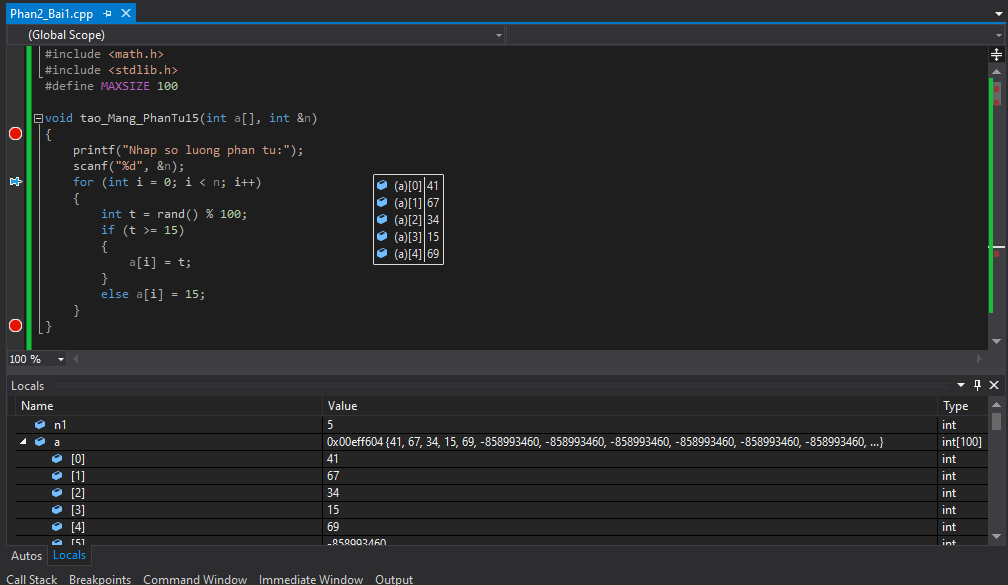 Phan2_Bai1.cpp
(Global Scope)
#include <math.h>
#include <stdlib.h>
#define MAXSIZE 100
void tao_Mang_PhanTu15(int a[], int &n)
{
printf("Nhap so luong phan tu:");
scanf("%d", &n);
for (int i = 0; i < n; i++)
{
int t = rand() % 100;
if (t >= 15)
{
a[i] = t;
}
else a[i] = 15;
}
}
(a)[0] 41
(a)[1] 67
(a)[2] 34
(a)[3] 15
(a)[4] 69
100 %
Locals
Name Value Type
n1 5 int
a 0x00eff604 {41, 67, 34, 15, 69, -858993460, -858993460, -858993460, -858993460, -858993460, -858993460, ...} int[100]
[0] 41 int
[1] 67 int
[2] 34 int
[3] 15 int
[4] 69 int
[5] -858993460 int
Autos Locals
Call Stack Breakpoints Command Window Immediate Window Output